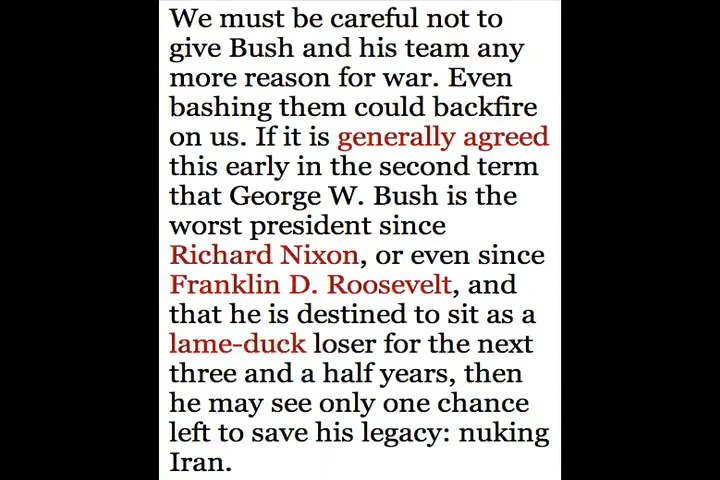 We must be careful not to
give Bush and his team any
more reason for war. Even
bashing them could backfire
on us. If it is generally agreed
this early in the second term
that George W. Bush is the
worst president since
Richard Nixon, or even since
Franklin D. Roosevelt, and
that he is destined to sit as a
lame-duck loser for the next
three and a half years, then
he may see only one chance
left to save his legacy: nuking
Iran.